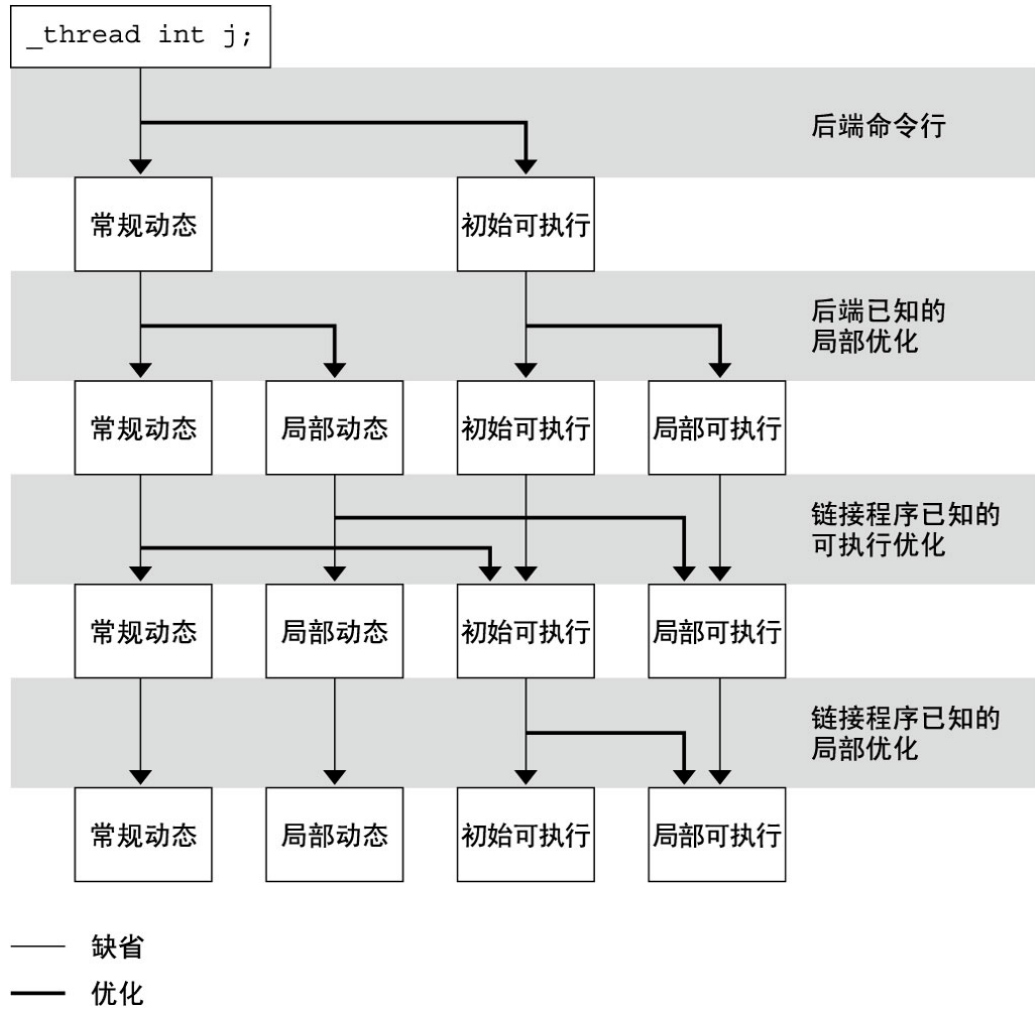 _thread int j;
后端命令行
常规动态
初始可执行
后端已知的
局部优化
常规动态
局部动态
初始可执行
局部可执行
链接程序已知的
可执行优化
常规动态
局部动态
初始可执行
局部可执行
链接程序已知的
局部优化
常规动态
局部动态
初始可执行
局部可执行
缺省
优化